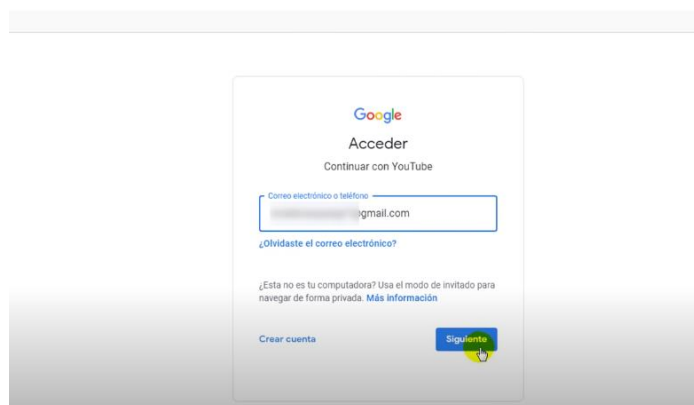 Google
Acceder
Continuar con YouTube
Correo electrónico o teléfono
@gmail.com
¿Olvidaste el correo electrónico?
¿Esta no es tu computadora? Usa el modo de invitado para
navegar de forma privada. Más información
Crear cuenta
Siguiente